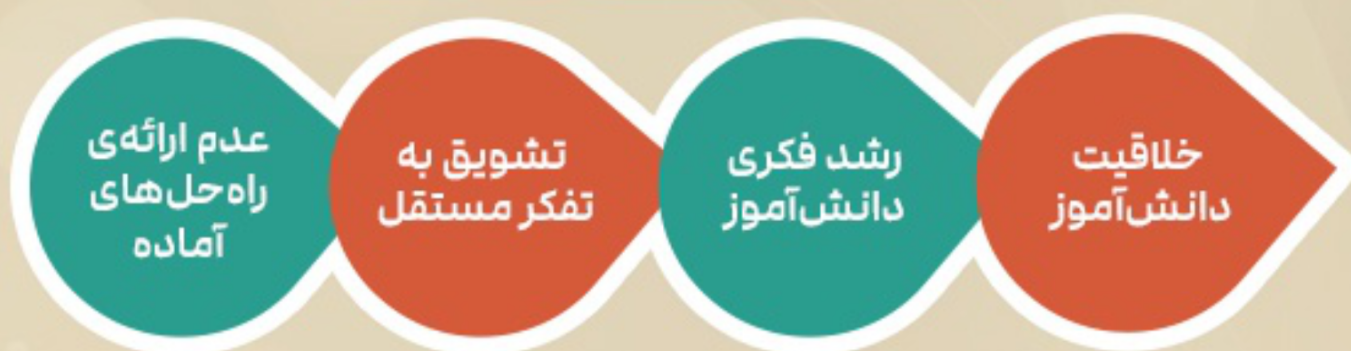 عدم ارائه‌ی
راه‌حل‌های
آماده
تشویق به
تفکر مستقل
رشد فکری
دانش‌آموز
خلاقیت
دانش‌آموز